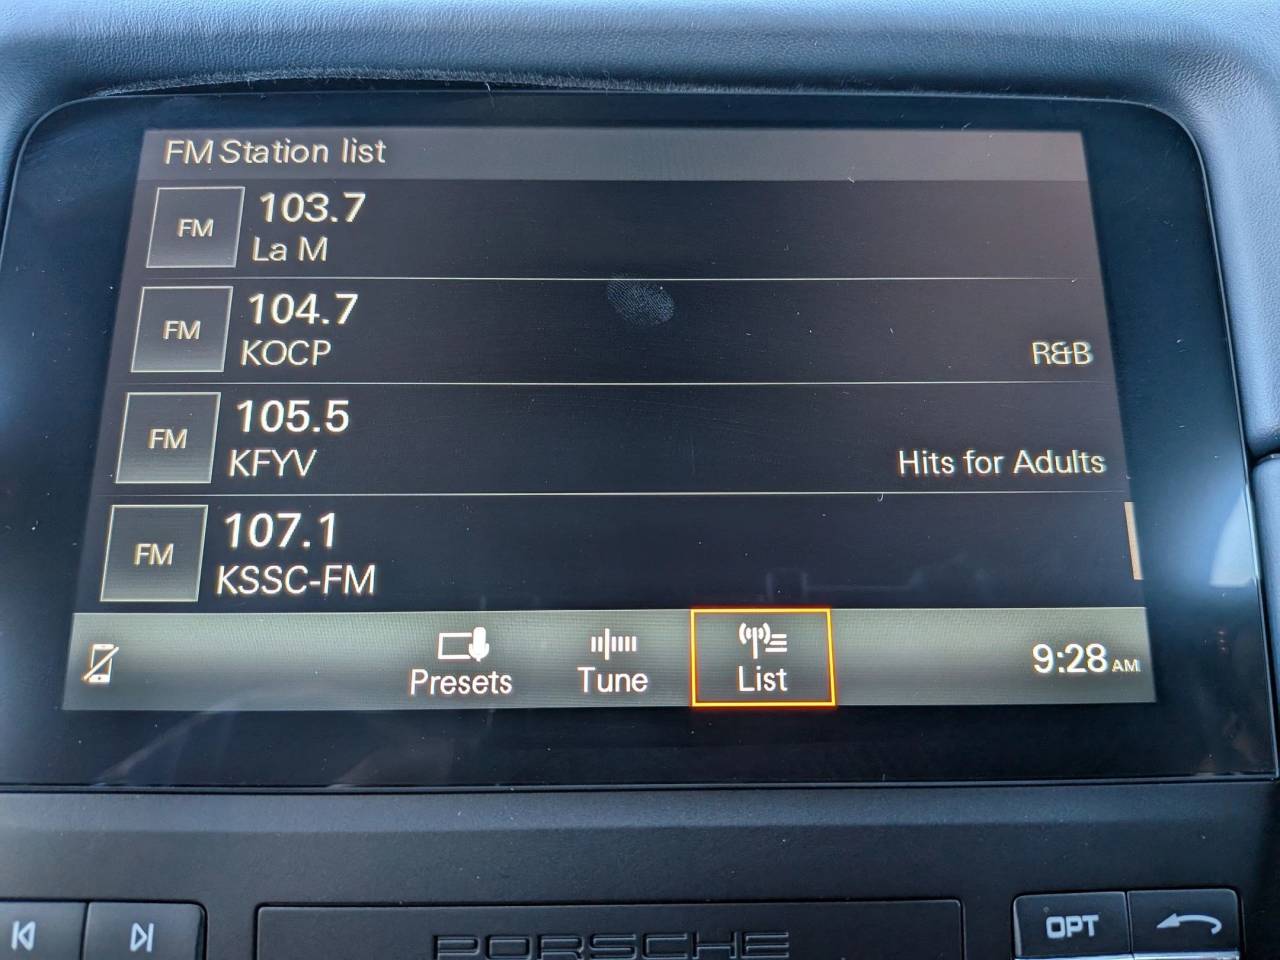 FM Station list
FM 103.7
La M
FM 104.7
KOCP R&B
FM 105.5
KFYV Hits for Adults
FM 107.1
KSSC-FM
Presets Tune List 9:28 AM
OPT
PORSCHE